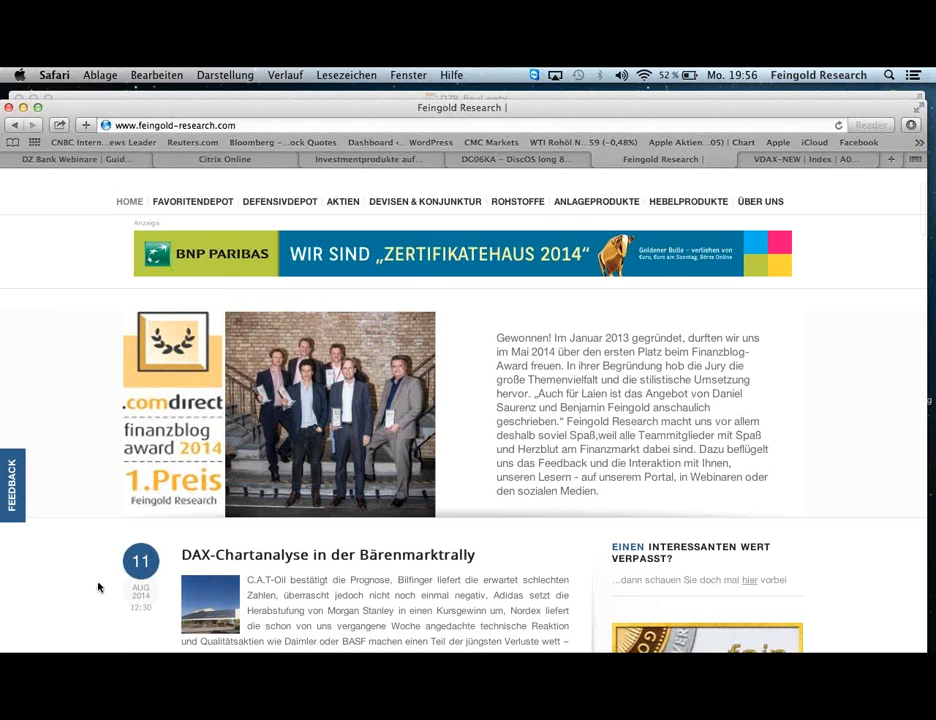 Safari Ablage Bearbeiten Darstellung Verlauf Lesezeichen Fenster Hilfe 52 % Mo. 19:56 Feingold Research
Feingold Research |
www.feingold-research.com Reader
CNBC Intern...ews Leader Reuters.com Bloomberg -...ock Quotes Dashboard ‹... WordPress CMC Markets WTI Rohöl N...59 (-0,48%) Apple Aktien...05) | Chart Apple iCloud Facebook
DZ Bank Webinare | Guid... Citrix Online Investmentprodukte auf... DG06KA - DiscOS long 8... Feingold Research | VDAX-NEW | Index | A0...
HOME FAVORITENDEPOT DEFENSIVDEPOT AKTIEN DEVISEN & KONJUNKTUR ROHSTOFFE ANLAGEPRODUKTE HEBELPRODUKTE ÜBER UNS
Anzeige
BNP PARIBAS WIR SIND „ZERTIFIKATEHAUS 2014“
Goldener Bulle - verliehen von
€uro, €uro am Sonntag, Börse Online
.comdirect
finanzblog
award 2014
1.Preis
Feingold Research
Gewonnen! Im Januar 2013 gegründet, durften wir uns
im Mai 2014 über den ersten Platz beim Finanzblog-
Award freuen. In ihrer Begründung hob die Jury die
große Themenvielfalt und die stilistische Umsetzung
hervor. „Auch für Laien ist das Angebot von Daniel
Saurenz und Benjamin Feingold anschaulich
geschrieben.“ Feingold Research macht uns vor allem
deshalb soviel Spaß,weil alle Teammitglieder mit Spaß
und Herzblut am Finanzmarkt dabei sind. Dazu beflügelt
uns das Feedback und die Interaktion mit Ihnen,
unseren Lesern - auf unserem Portal, in Webinaren oder
den sozialen Medien.
FEEDBACK
11
AUG
2014
12:30
DAX-Chartanalyse in der Bärenmarktrally
C.A.T-Oil bestätigt die Prognose, Bilfinger liefert die erwartet schlechten
Zahlen, überrascht jedoch nicht noch einmal negativ. Adidas setzt die
Herabstufung von Morgan Stanley in einen Kursgewinn um, Nordex liefert
die schon von uns vergangene Woche angedachte technische Reaktion
und Qualitätsaktien wie Daimler oder BASF machen einen Teil der jüngsten Verluste wett –
EINEN INTERESSANTEN WERT
VERPASST?
...dann schauen Sie doch mal hier vorbei